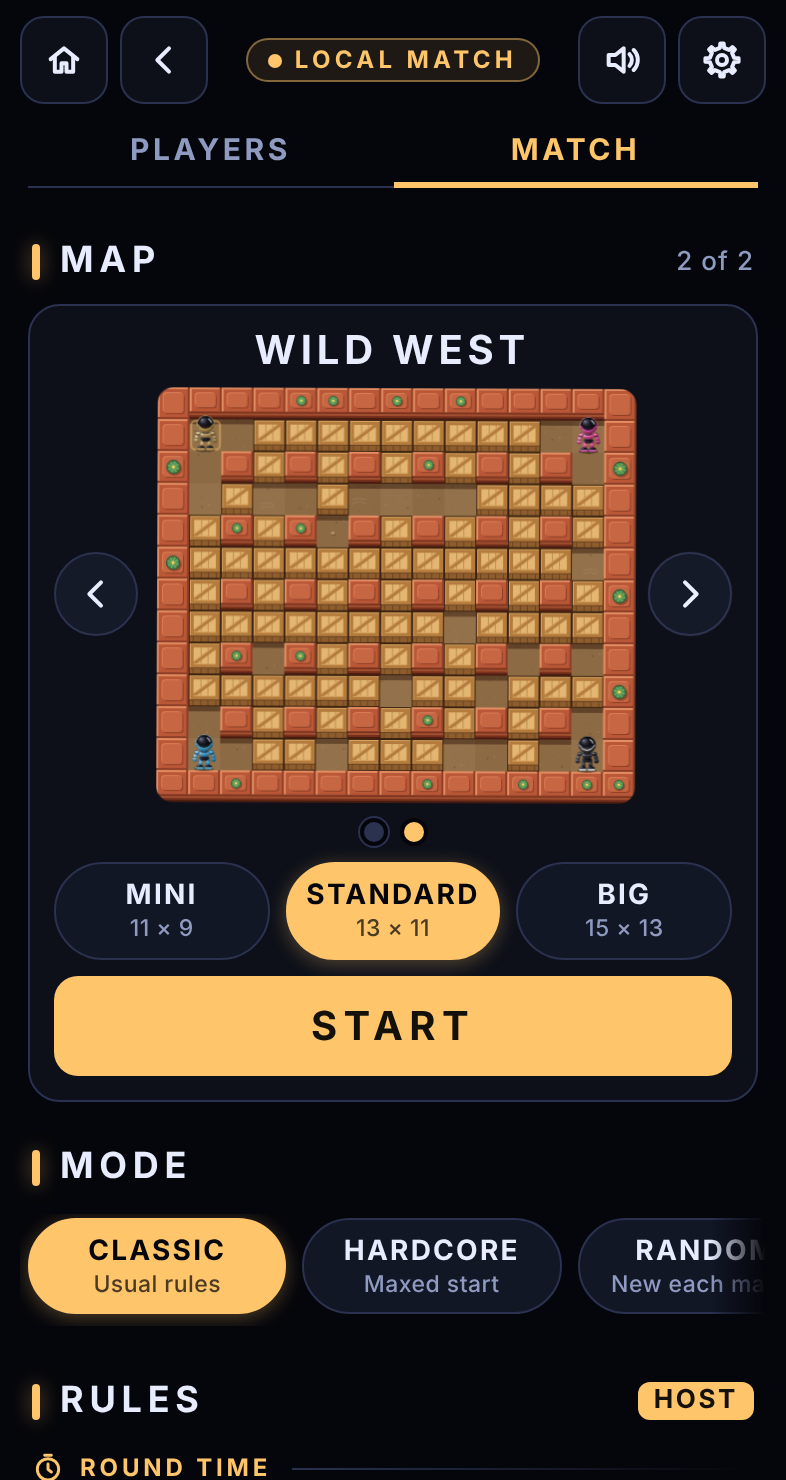 LOCAL MATCH
PLAYERS
MATCH
MAP
2 of 2
WILD WEST
MINI
11 × 9
STANDARD
13 × 11
BIG
15 × 13
START
MODE
CLASSIC
Usual rules
HARDCORE
Maxed start
RANDOM
New each ma
RULES
HOST
ROUND TIME